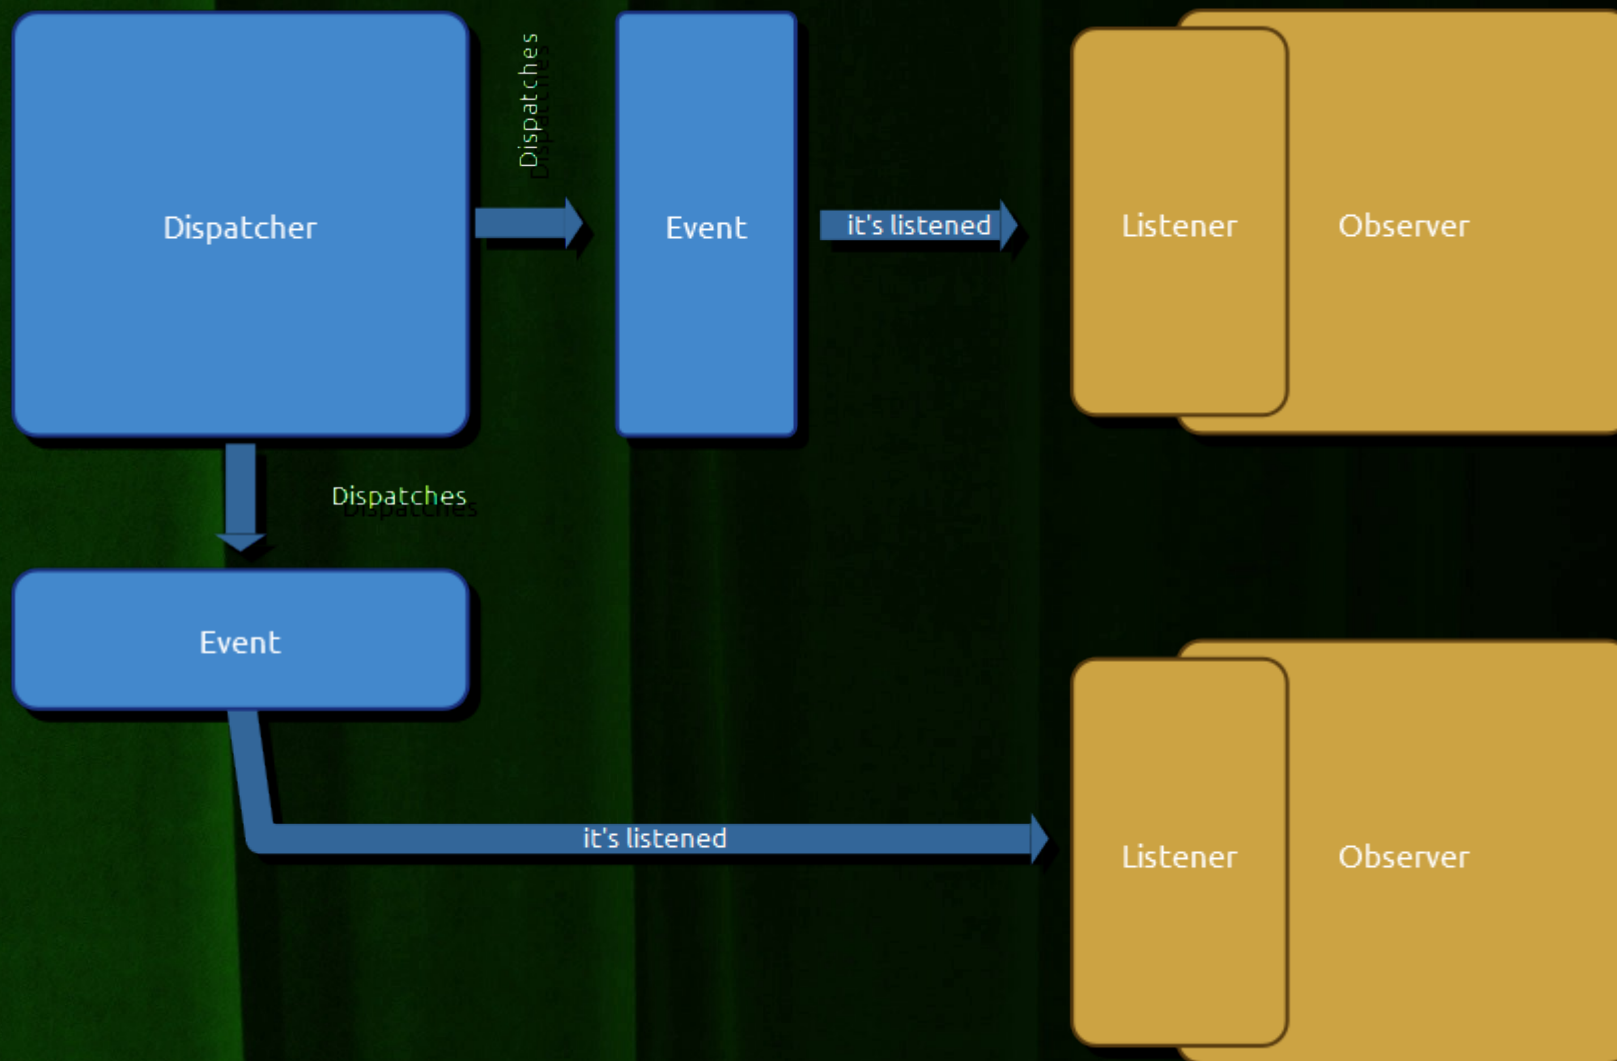 Dispatches
Dispatcher
Event
it's listened
Listener
Observer
Dispatches
Event
it's listened
Listener
Observer